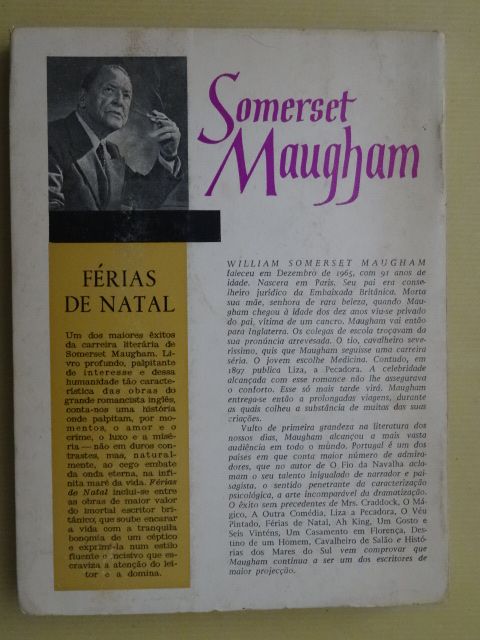 Somerset
Maugham
FÉRIAS
DE NATAL
Um dos maiores êxitos
da carreira literária de
Somerset Maugham. Li-
vro profundo, palpitante
de interesse e dessa
humanidade tão caracte-
rística das obras do
grande romancista inglês,
conta-nos uma história
onde palpitam, por mo-
mentos, o amor e o
crime, o luxo e a misé-
ria — não em duros con-
trastes, mas, natural-
mente, ao cego embate
da onda eterna, na infi-
nita maré da vida. Férias
de Natal inclui-se entre
as obras de maior valor
do imortal escritor bri-
tânico, que soube encarar
a vida com a tranquila
bonomia de um céptico
e exprimi-la num estilo
fluente e incisivo que es-
craviza a atenção do lei-
tor e a domina.
WILLIAM SOMERSET MAUGHAM
faleceu em Dezembro de 1965, com 91 anos de
idade. Nascera em Paris. Seu pai era conse-
lheiro jurídico da Embaixada Britânica. Morta
sua mãe, senhora de rara beleza, quando Mau-
gham chegou à idade dos dez anos viu-se privado
do pai, vítima de um cancro. Maugham vai então
para Inglaterra. Os colegas de escola troçavam da
sua pronúncia arrevesada. O tio, cavalheiro seve-
ríssimo, quis que Maugham seguisse uma carreira
séria. O jovem escolhe Medicina. Contudo, em
1897 publica Liza, a Pecadora. A celebridade
alcançada com esse romance não lhe assegurava
o conforto. Esse só mais tarde virá. Maugham
entrega-se então a prolongadas viagens, durante
as quais colheu a substância de muitas das suas
criações.
Vulto de primeira grandeza na literatura dos
nossos dias, Maugham alcançou a mais vasta
audiência em todo o mundo. Portugal é um dos
países em que conta maior número de admira-
dores, que no autor de O Fio da Navalha acla-
mam o seu talento inigualado de narrador e pai-
sagista, o sentido penetrante da caracterização
psicológica, a arte incomparável da dramatização.
O êxito sem precedentes de Mrs. Craddock, O Má-
gico, A Outra Comédia, Liza a Pecadora, O Véu
Pintado, Férias de Natal, Ah King, Um Gosto e
Seis Vinténs, Um Casamento em Florença, Des-
tino de um Homem, Cavalheiro de Salão e Histó-
rias dos Mares do Sul vem comprovar que
Maugham continua a ser um dos escritores de
maior projecção.